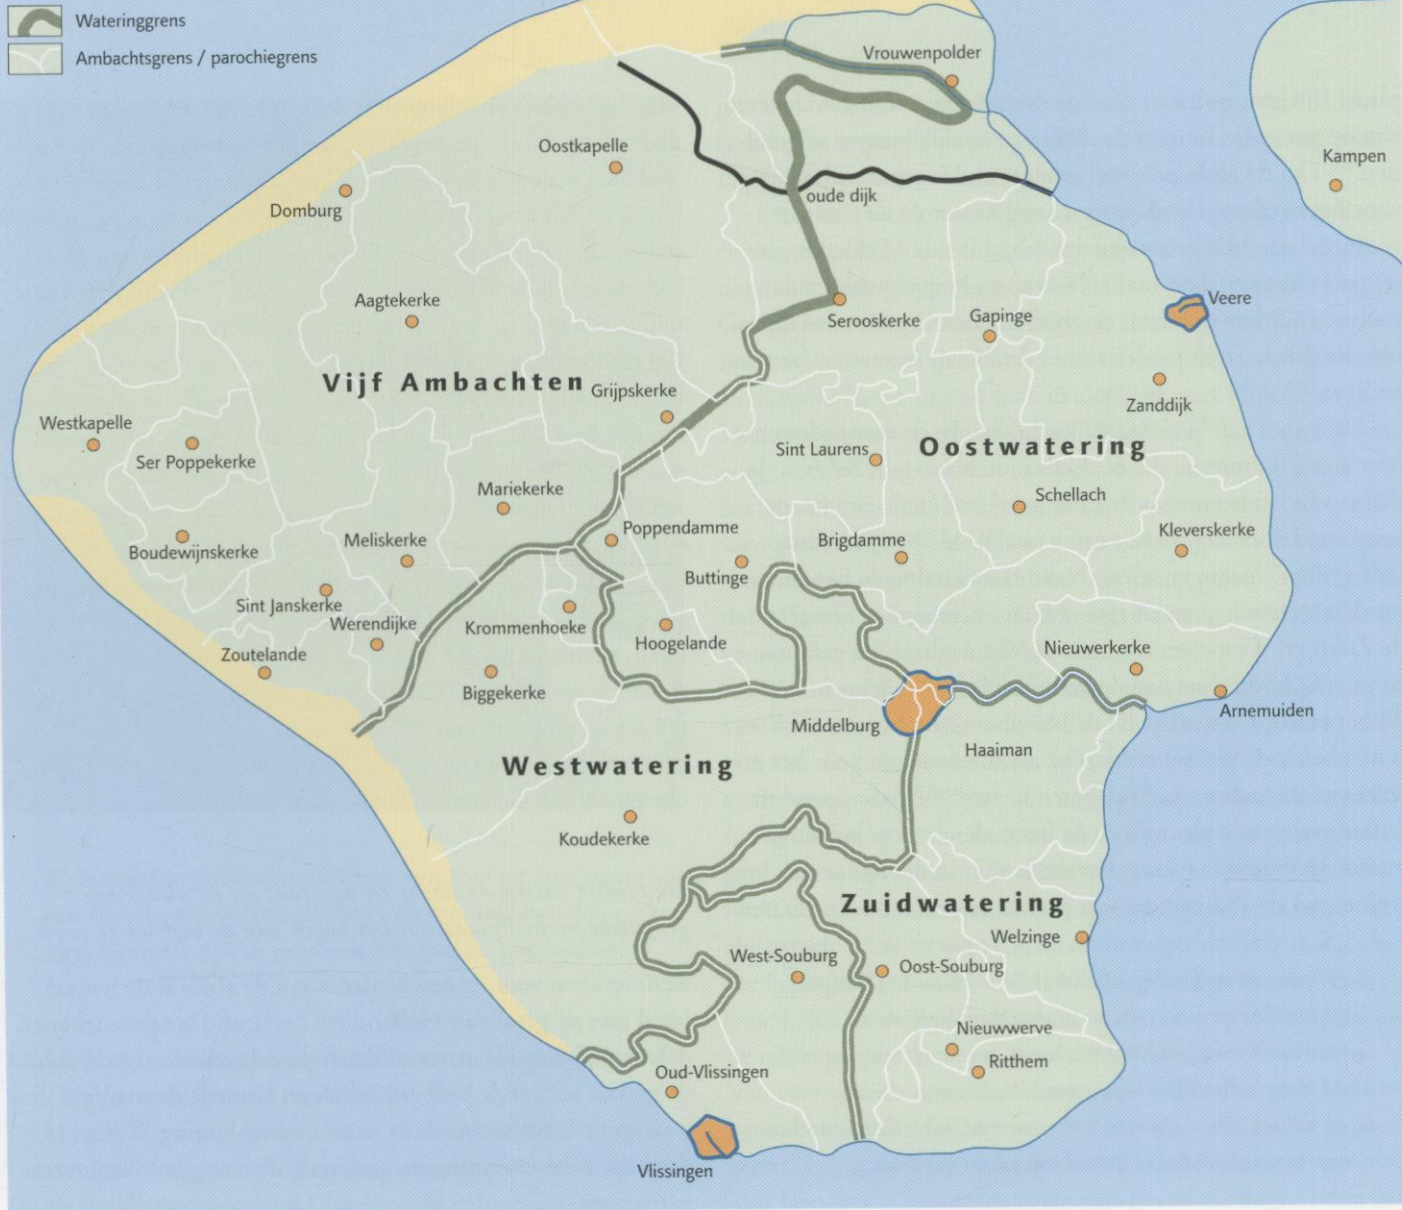 Wateringgrens
Ambachtsgrens / parochiegrens
Vrouwenpolder
Oostkapelle
Kampen
oude dijk
Domburg
Aagtekerke
Veere
Serooskerke
Gapinge
Vijf Ambachten
Grijpskerke
Zanddijk
Westkapelle
Ser Poppekerke
Sint Laurens
Oostwatering
Mariekerke
Schellach
Poppendamme
Kleverskerke
Boudewijnskerke
Meliskerke
Brigdamme
Buttinge
Sint Janskerke
Werendijke
Krommenhoeke
Hoogelande
Nieuwerkerke
Zoutelande
Biggekerke
Arnemuiden
Middelburg
Haaiman
Westwatering
Koudekerke
Zuidwatering
Welzinge
West-Souburg
Oost-Souburg
Nieuwwerve
Ritthem
Oud-Vlissingen
Vlissingen